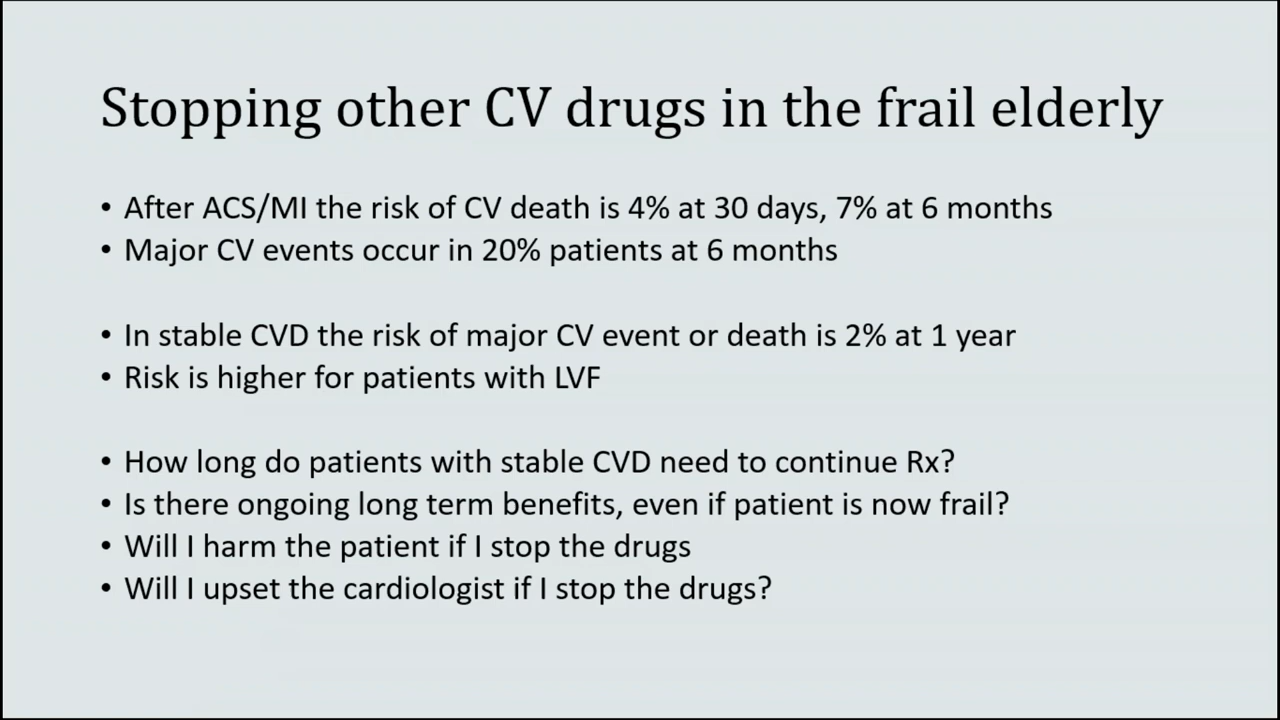 Stopping other CV drugs in the frail elderly
• After ACS/MI the risk of CV death is 4% at 30 days, 7% at 6 months
• Major CV events occur in 20% patients at 6 months
• In stable CVD the risk of major CV event or death is 2% at 1 year
• Risk is higher for patients with LVF
• How long do patients with stable CVD need to continue Rx?
• Is there ongoing long term benefits, even if patient is now frail?
• Will I harm the patient if I stop the drugs
• Will I upset the cardiologist if I stop the drugs?